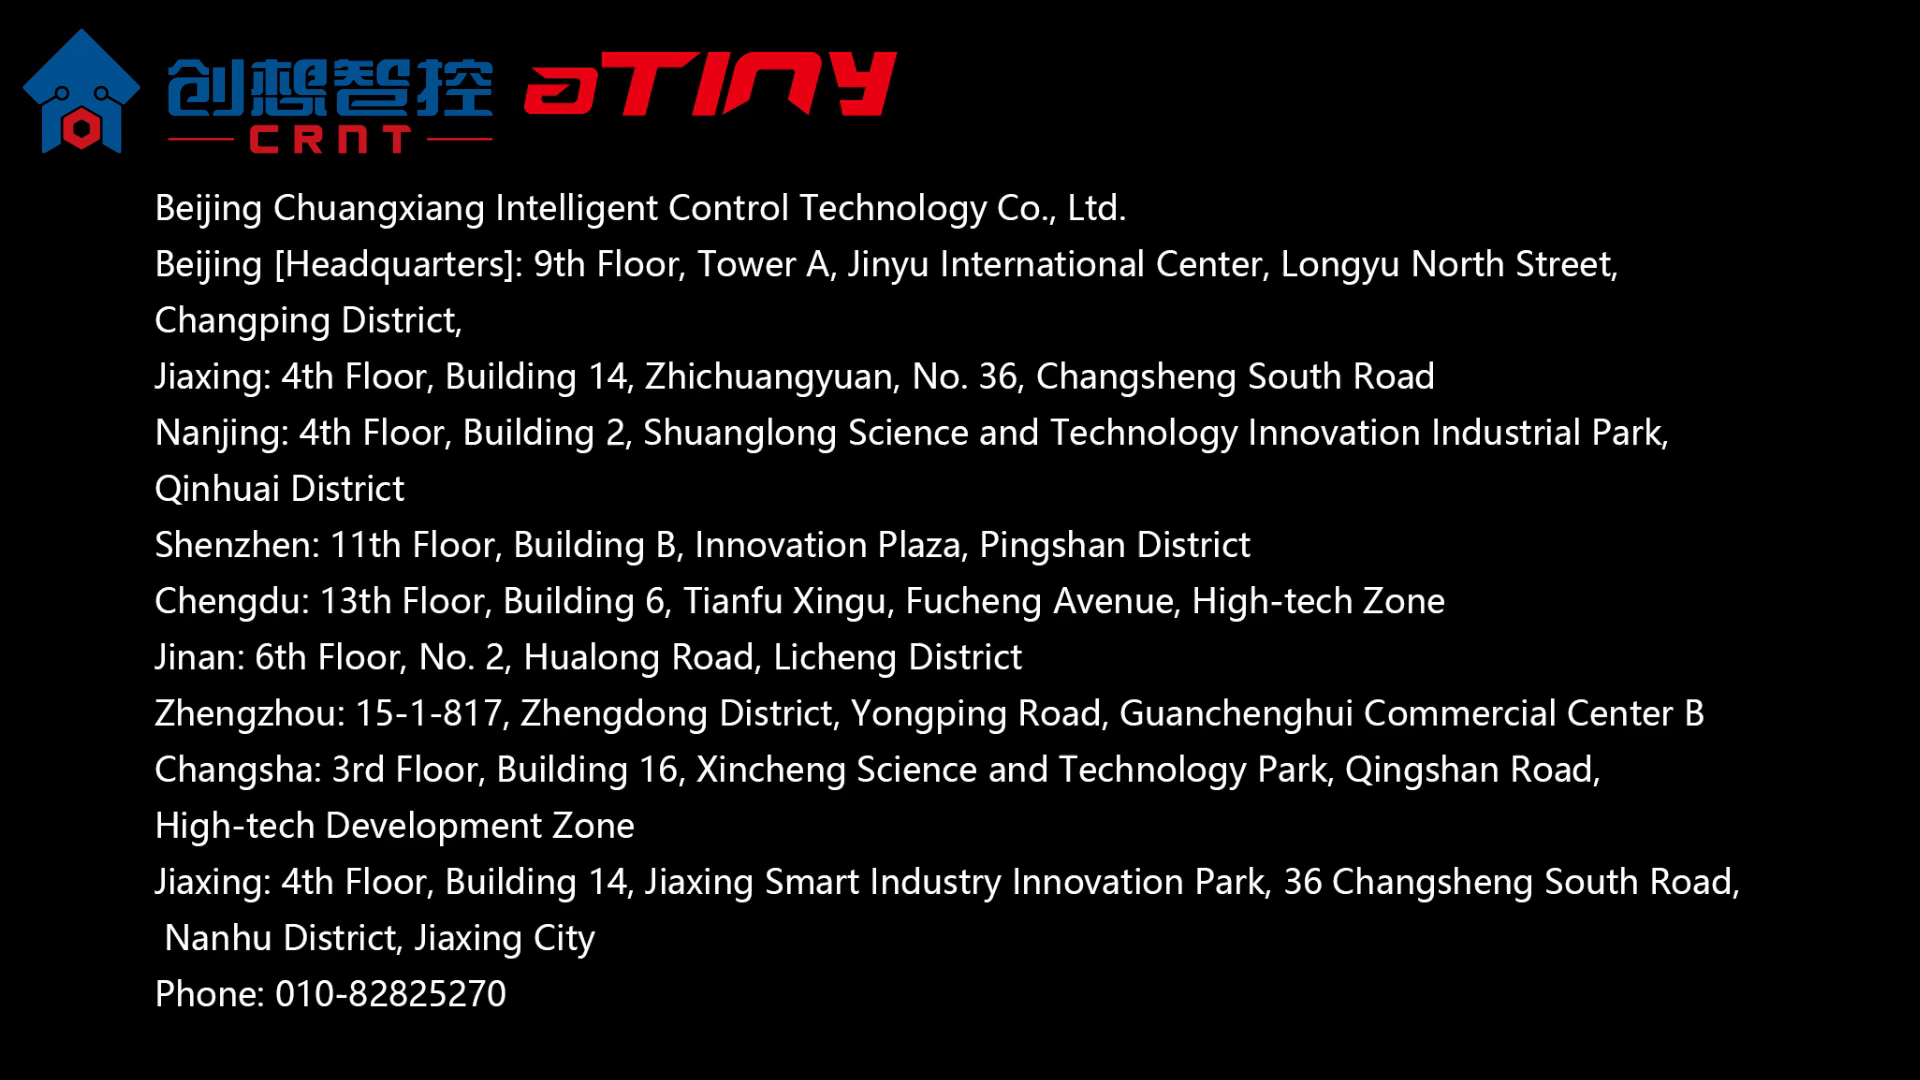 创想智控 aTINY
CRNT
Beijing Chuangxiang Intelligent Control Technology Co., Ltd.
Beijing [Headquarters]: 9th Floor, Tower A, Jinyu International Center, Longyu North Street,
Changping District,
Jiaxing: 4th Floor, Building 14, Zhichuangyuan, No. 36, Changsheng South Road
Nanjing: 4th Floor, Building 2, Shuanglong Science and Technology Innovation Industrial Park,
Qinhuai District
Shenzhen: 11th Floor, Building B, Innovation Plaza, Pingshan District
Chengdu: 13th Floor, Building 6, Tianfu Xingu, Fucheng Avenue, High-tech Zone
Jinan: 6th Floor, No. 2, Hualong Road, Licheng District
Zhengzhou: 15-1-817, Zhengdong District, Yongping Road, Guanchenghui Commercial Center B
Changsha: 3rd Floor, Building 16, Xincheng Science and Technology Park, Qingshan Road,
High-tech Development Zone
Jiaxing: 4th Floor, Building 14, Jiaxing Smart Industry Innovation Park, 36 Changsheng South Road,
Nanhu District, Jiaxing City
Phone: 010-82825270